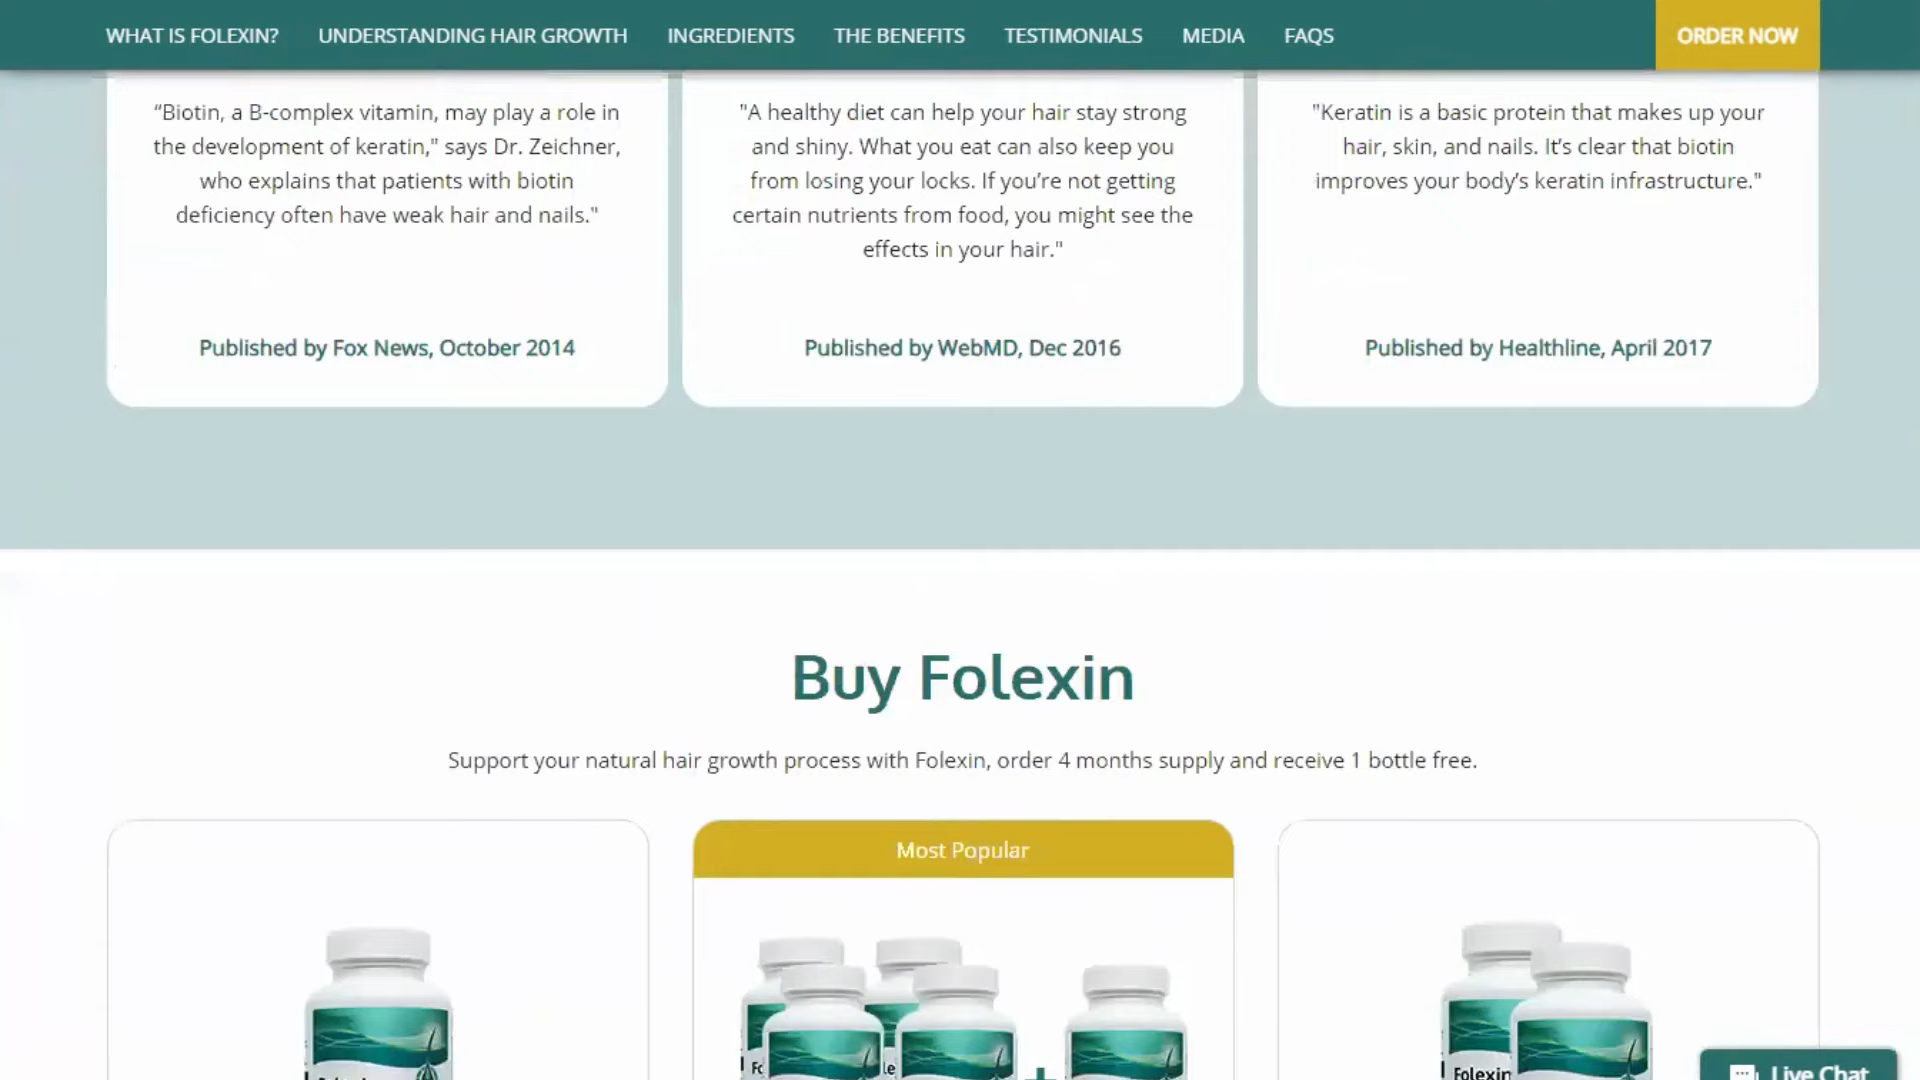 WHAT IS FOLEXIN? UNDERSTANDING HAIR GROWTH INGREDIENTS THE BENEFITS TESTIMONIALS MEDIA FAQS ORDER NOW
“Biotin, a B-complex vitamin, may play a role in
the development of keratin," says Dr. Zeichner,
who explains that patients with biotin
deficiency often have weak hair and nails."
Published by Fox News, October 2014
"A healthy diet can help your hair stay strong
and shiny. What you eat can also keep you
from losing your locks. If you’re not getting
certain nutrients from food, you might see the
effects in your hair."
Published by WebMD, Dec 2016
"Keratin is a basic protein that makes up your
hair, skin, and nails. It’s clear that biotin
improves your body’s keratin infrastructure."
Published by Healthline, April 2017
Buy Folexin
Support your natural hair growth process with Folexin, order 4 months supply and receive 1 bottle free.
Most Popular
+
Folexin
Live Chat